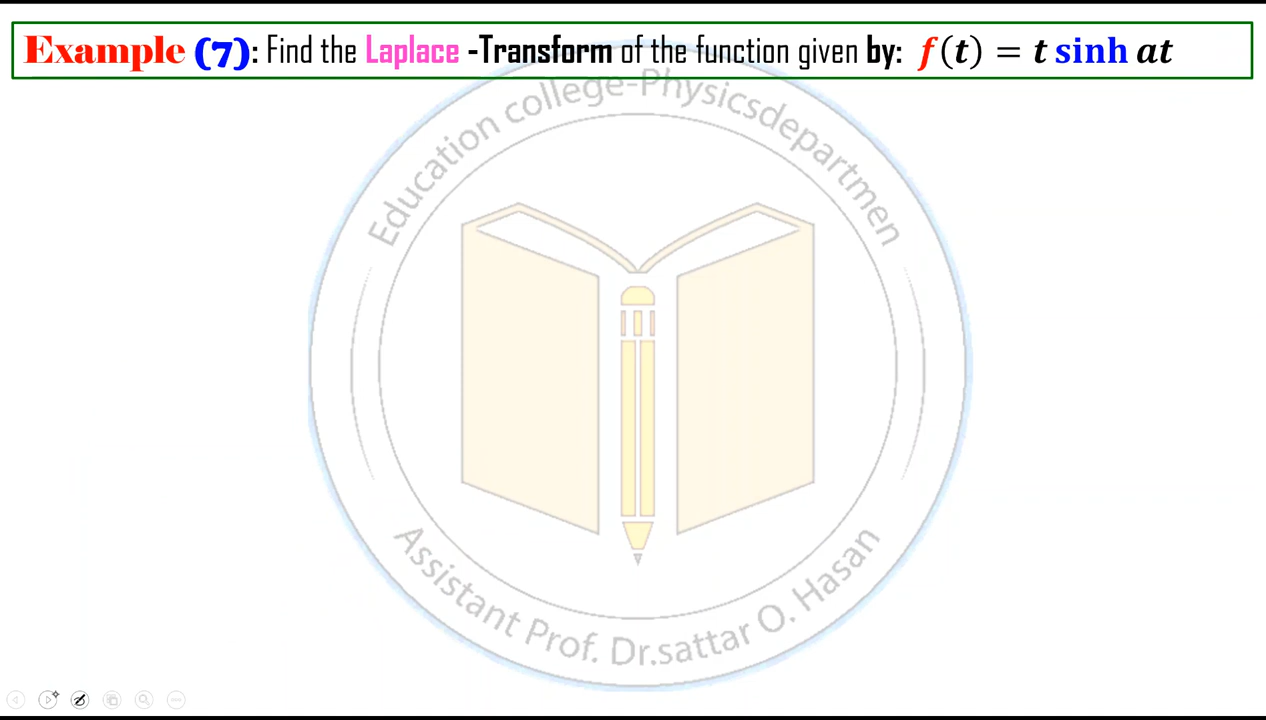 Example (7): Find the Laplace -Transform of the function given by: f(t) = t sinh at
Education college-Physicsdepartmen
Assistant Prof. Dr.sattar O. Hasan